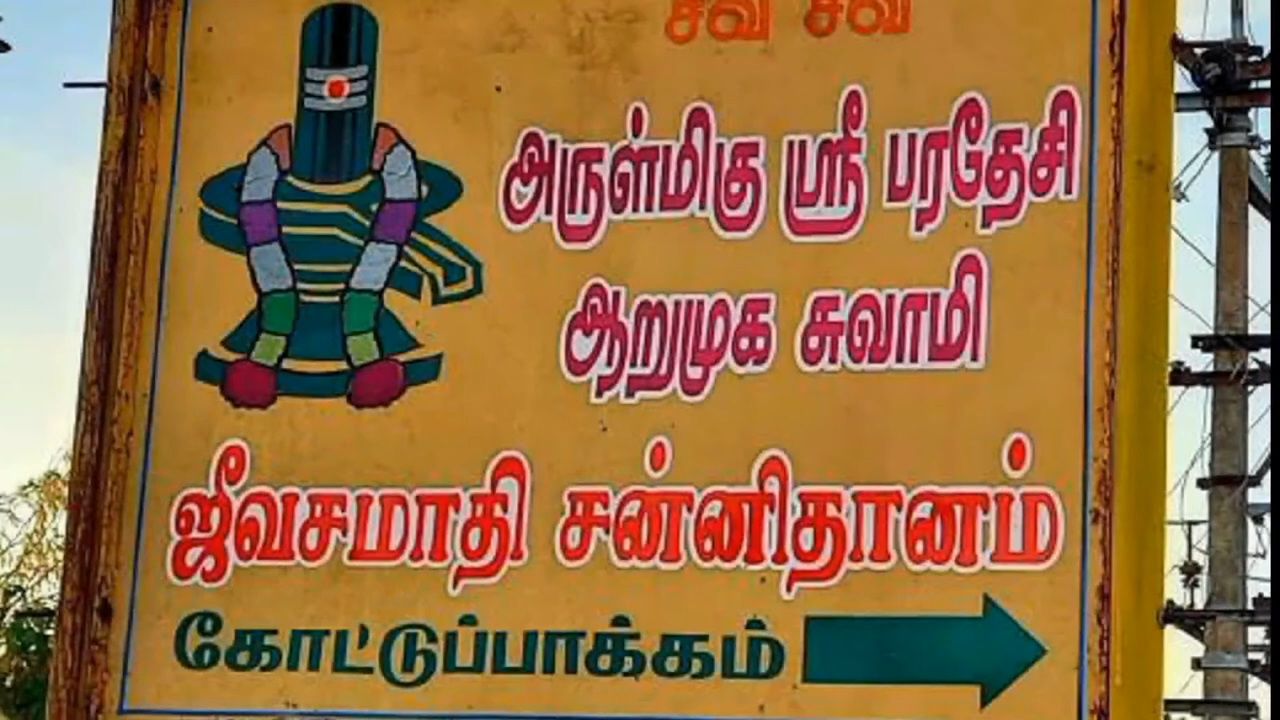 அருள்மிகு ஸ்ரீ பரதேசி
ஆறுமுக சுவாமி
ஜீவசமாதி சன்னிதானம்
கோட்டுப்பாக்கம்